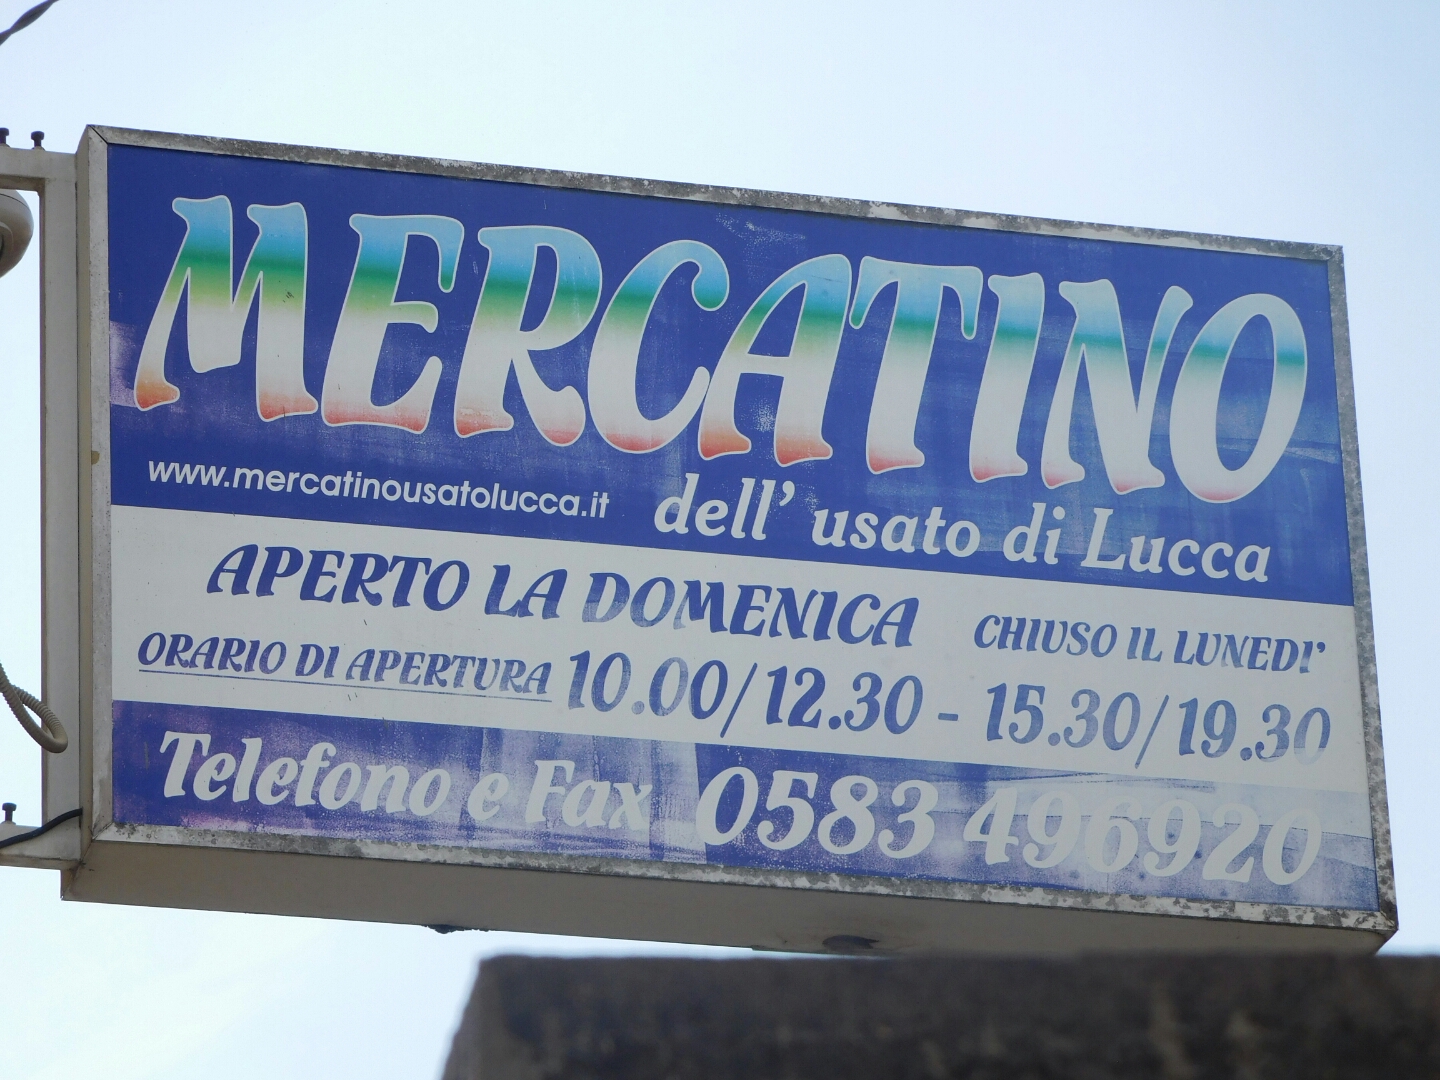 MERCATINO
www.mercatinousatolucca.it
dell' usato di Lucca
APERTO LA DOMENICA
CHIUSO IL LUNEDI'
ORARIO DI APERTURA 10.00/12.30 - 15.30/19.30
Telefono e Fax 0583 496920